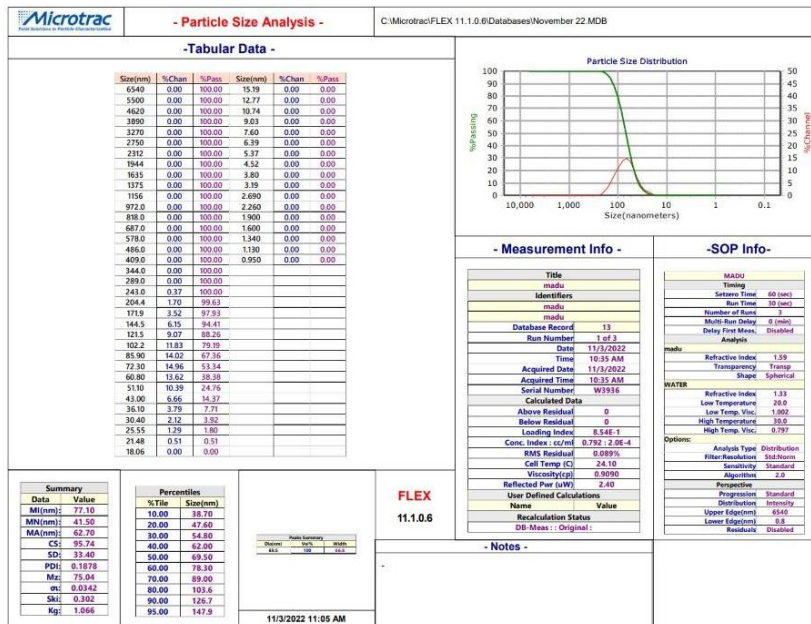 Microtrac
Total Solutions in Particle Characterization
- Particle Size Analysis -
C:\Microtrac\FLEX 11.1.0.6\Databases\November 22.MDB
-Tabular Data -
Size(nm) %Chan %Pass Size(nm) %Chan %Pass
6540 0.00 100.00 15.19 0.00 0.00
5500 0.00 100.00 12.77 0.00 0.00
4620 0.00 100.00 10.74 0.00 0.00
3890 0.00 100.00 9.03 0.00 0.00
3270 0.00 100.00 7.60 0.00 0.00
2750 0.00 100.00 6.39 0.00 0.00
2312 0.00 100.00 5.37 0.00 0.00
1944 0.00 100.00 4.52 0.00 0.00
1635 0.00 100.00 3.80 0.00 0.00
1375 0.00 100.00 3.19 0.00 0.00
1156 0.00 100.00 2.690 0.00 0.00
972.0 0.00 100.00 2.260 0.00 0.00
818.0 0.00 100.00 1.900 0.00 0.00
687.0 0.00 100.00 1.600 0.00 0.00
578.0 0.00 100.00 1.340 0.00 0.00
486.0 0.00 100.00 1.130 0.00 0.00
409.0 0.00 100.00 0.950 0.00 0.00
344.0 0.00 100.00
289.0 0.00 100.00
243.0 0.37 100.00
204.4 1.70 99.63
171.9 3.52 97.93
144.5 6.15 94.41
121.5 9.07 88.26
102.2 11.83 79.19
85.90 14.02 67.36
72.30 14.96 53.34
60.80 13.62 38.38
51.10 10.39 24.76
43.00 6.66 14.37
36.10 3.79 7.71
30.40 2.12 3.92
25.55 1.29 1.80
21.48 0.51 0.51
18.06 0.00 0.00
Particle Size Distribution
%Passing
100
90
80
70
60
50
40
30
20
10
0
50
45
40
35
30
25
20
15
10
5
0
%Channel
10,000 1,000 100 10 1 0.1
Size(nanometers)
- Measurement Info -
Title
madu
Identifiers
madu
madu
Database Record 13
Run Number 1 of 3
Date 11/3/2022
Time 10:35 AM
Acquired Date 11/3/2022
Acquired Time 10:35 AM
Serial Number W3936
Calculated Data
Above Residual 0
Below Residual 0
Loading Index 8.54E-1
Conc. Index : cc/ml 0.792 : 2.0E-4
RMS Residual 0.089%
Cell Temp (C) 24.10
Viscosity(cp) 0.9090
Reflected Pwr (uW) 2.40
User Defined Calculations
Name Value
Recalculation Status
DB-Meas : : Original :
-SOP Info-
MADU
Timing
Setzero Time 60 (sec)
Run Time 30 (sec)
Number of Runs 3
Multi-Run Delay 0 (min)
Delay First Meas. Disabled
Analysis
madu
Refractive Index 1.59
Transparency Transp
Shape Spherical
WATER
Refractive Index 1.33
Low Temperature 20.0
Low Temp. Visc. 1.002
High Temperature 30.0
High Temp. Visc. 0.797
Options:
Analysis Type Distribution
Filter:Resolution Std:Norm
Sensitivity Standard
Algorithm 2.0
Perspective
Progression Standard
Distribution Intensity
Upper Edge(nm) 6540
Lower Edge(nm) 0.8
Residuals Disabled
Summary
Data Value
MI(nm): 77.10
MN(nm): 41.50
MA(nm): 62.70
CS: 95.74
SD: 33.40
PDI: 0.1878
Mz: 75.04
σı: 0.0342
Ski: 0.302
Kg: 1.066
Percentiles
%Tile Size(nm)
10.00 38.70
20.00 47.60
30.00 54.80
40.00 62.00
50.00 69.50
60.00 78.30
70.00 89.00
80.00 103.6
90.00 126.7
95.00 147.9
Peaks Summary
Dia(nm) Vol% Width
100
11/3/2022 11:05 AM
FLEX
11.1.0.6
- Notes -
-